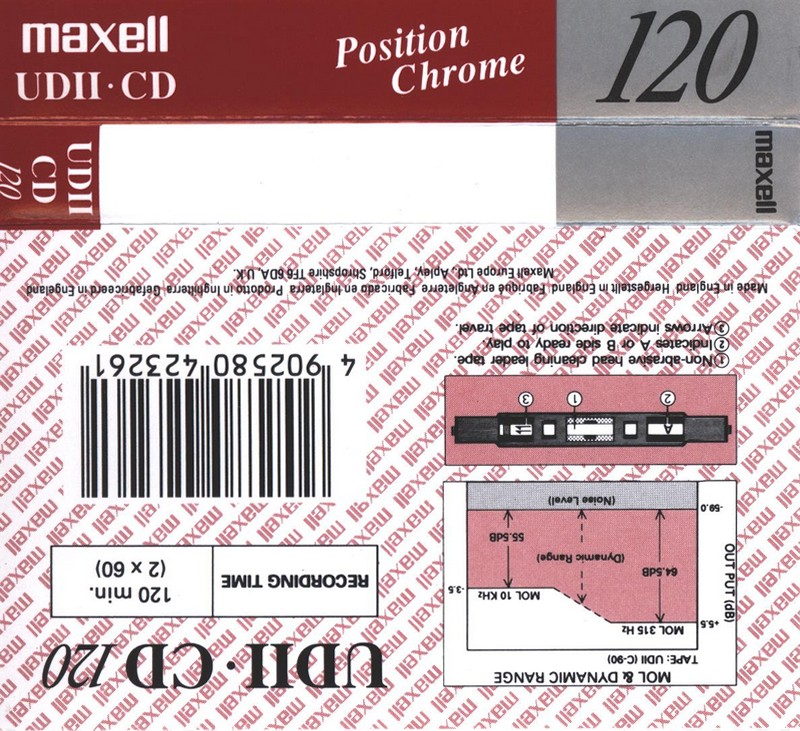 maxell
UDII·CD
Position
Chrome
120
UDII
CD
120
maxell
UDII·CD 120
RECORDING TIME
120 min.
(2 x 60)
4 902580 423261
MOL & DYNAMIC RANGE
TAPE: UDII (C-90)
OUT PUT (dB)
+5.5
MOL 315 Hz
-3.5
MOL 10 KHz
64.5dB
(Dynamic Range)
55.5dB
-59.0
(Noise Level)
② ① ③
A
①Non-abrasive head cleaning leader tape.
②Indicates A or B side ready to play.
③Arrows indicate direction of tape travel.
Made in England Hergestellt in England Fabriqué en Angleterre Fabricado en Inglaterra Prodotto in Inghilterra Gefabriceerd in Engeland
Maxell Europe Ltd., Apley, Telford, Shropshire TF6 6DA, U.K.